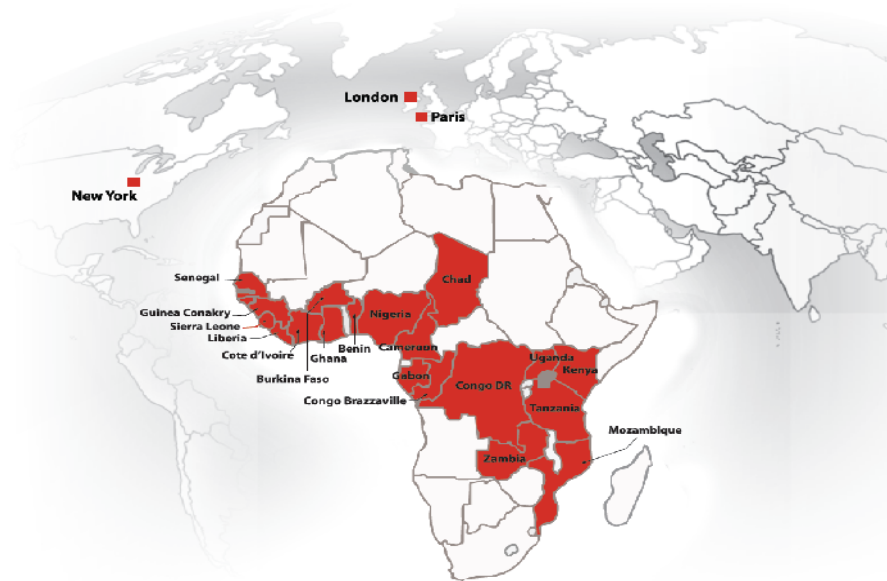 London
Paris
New York
Senegal
Chad
Guinea Conakry
Nigeria
Sierra Leone
Liberia
Cote d'Ivoire
Ghana
Benin
Cameroun
Burkina Faso
Uganda
Kenya
Gabon
Congo DR
Congo Brazzaville
Tanzania
Mozambique
Zambia